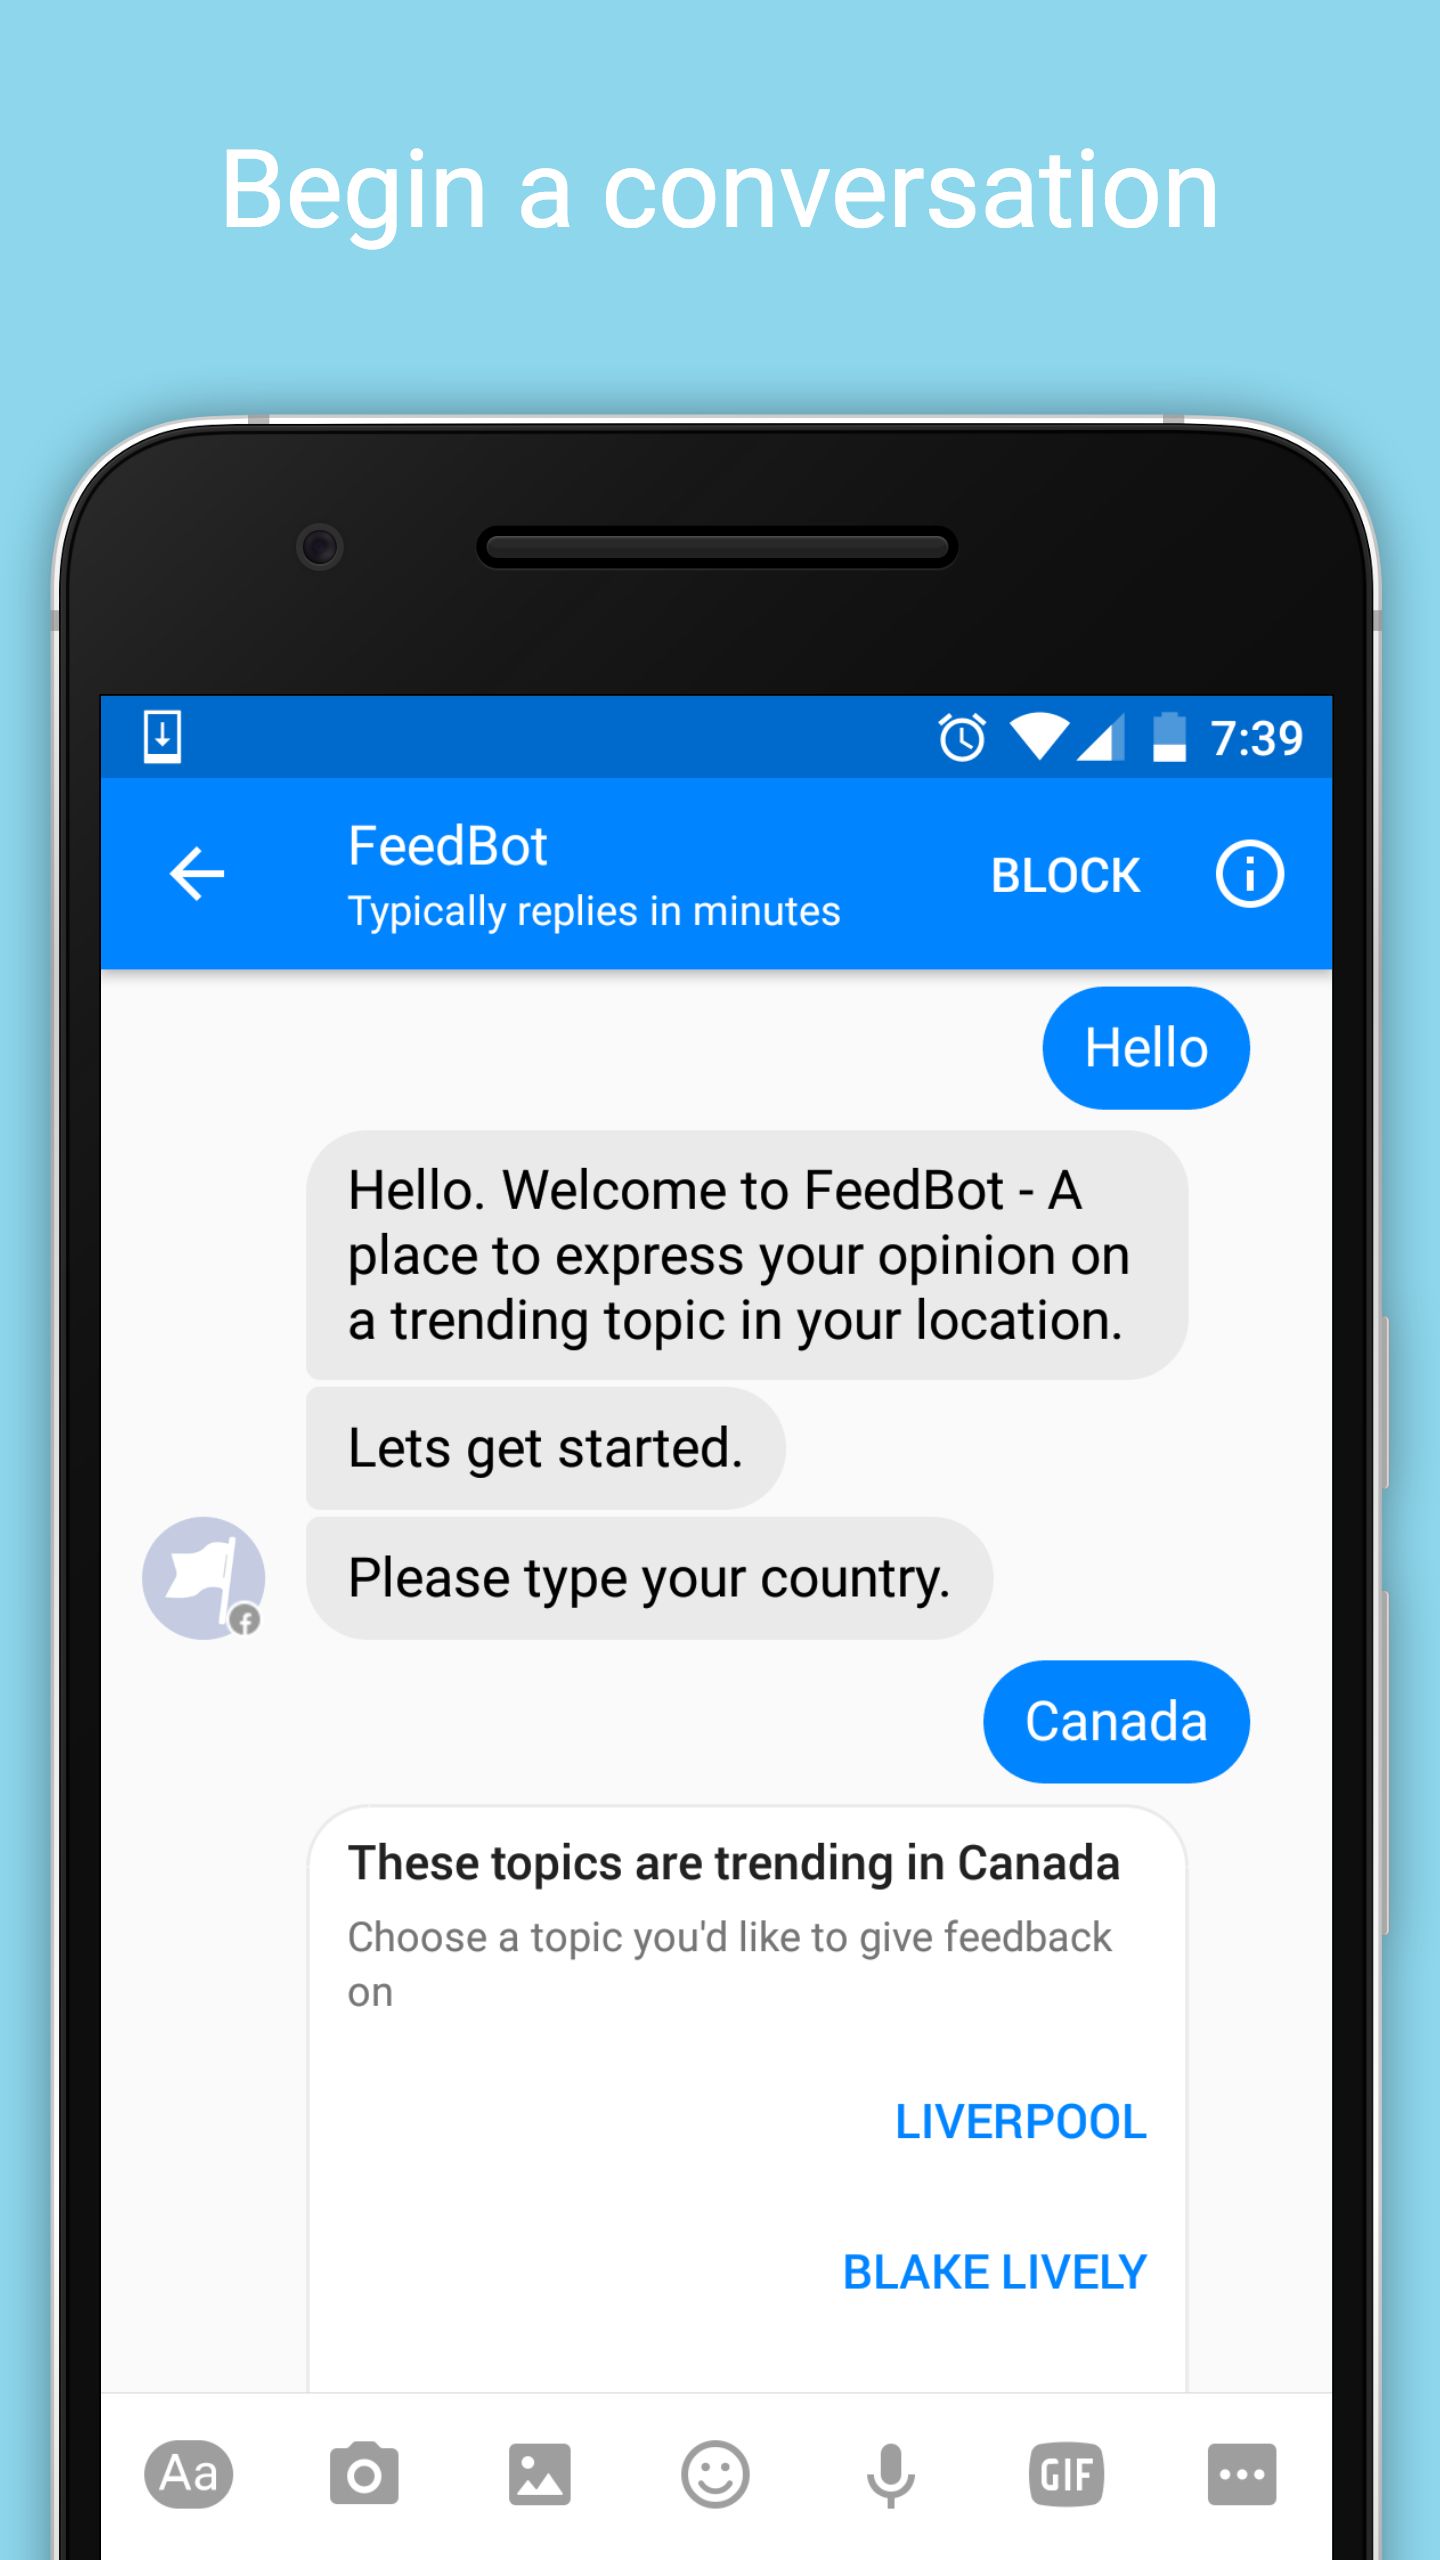 Begin a conversation
7:39
FeedBot
Typically replies in minutes
BLOCK
Hello
Hello. Welcome to FeedBot - A
place to express your opinion on
a trending topic in your location.
Lets get started.
Please type your country.
Canada
These topics are trending in Canada
Choose a topic you'd like to give feedback
on
LIVERPOOL
BLAKE LIVELY
Aa
GIF